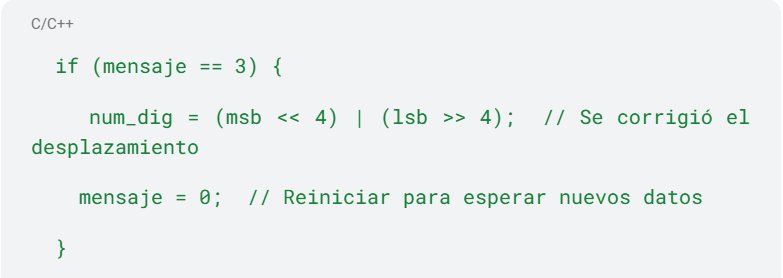 C/C++
if (mensaje == 3) {
num_dig = (msb << 4) | (lsb >> 4);  // Se corrigió el
desplazamiento
mensaje = 0;  // Reiniciar para esperar nuevos datos
}